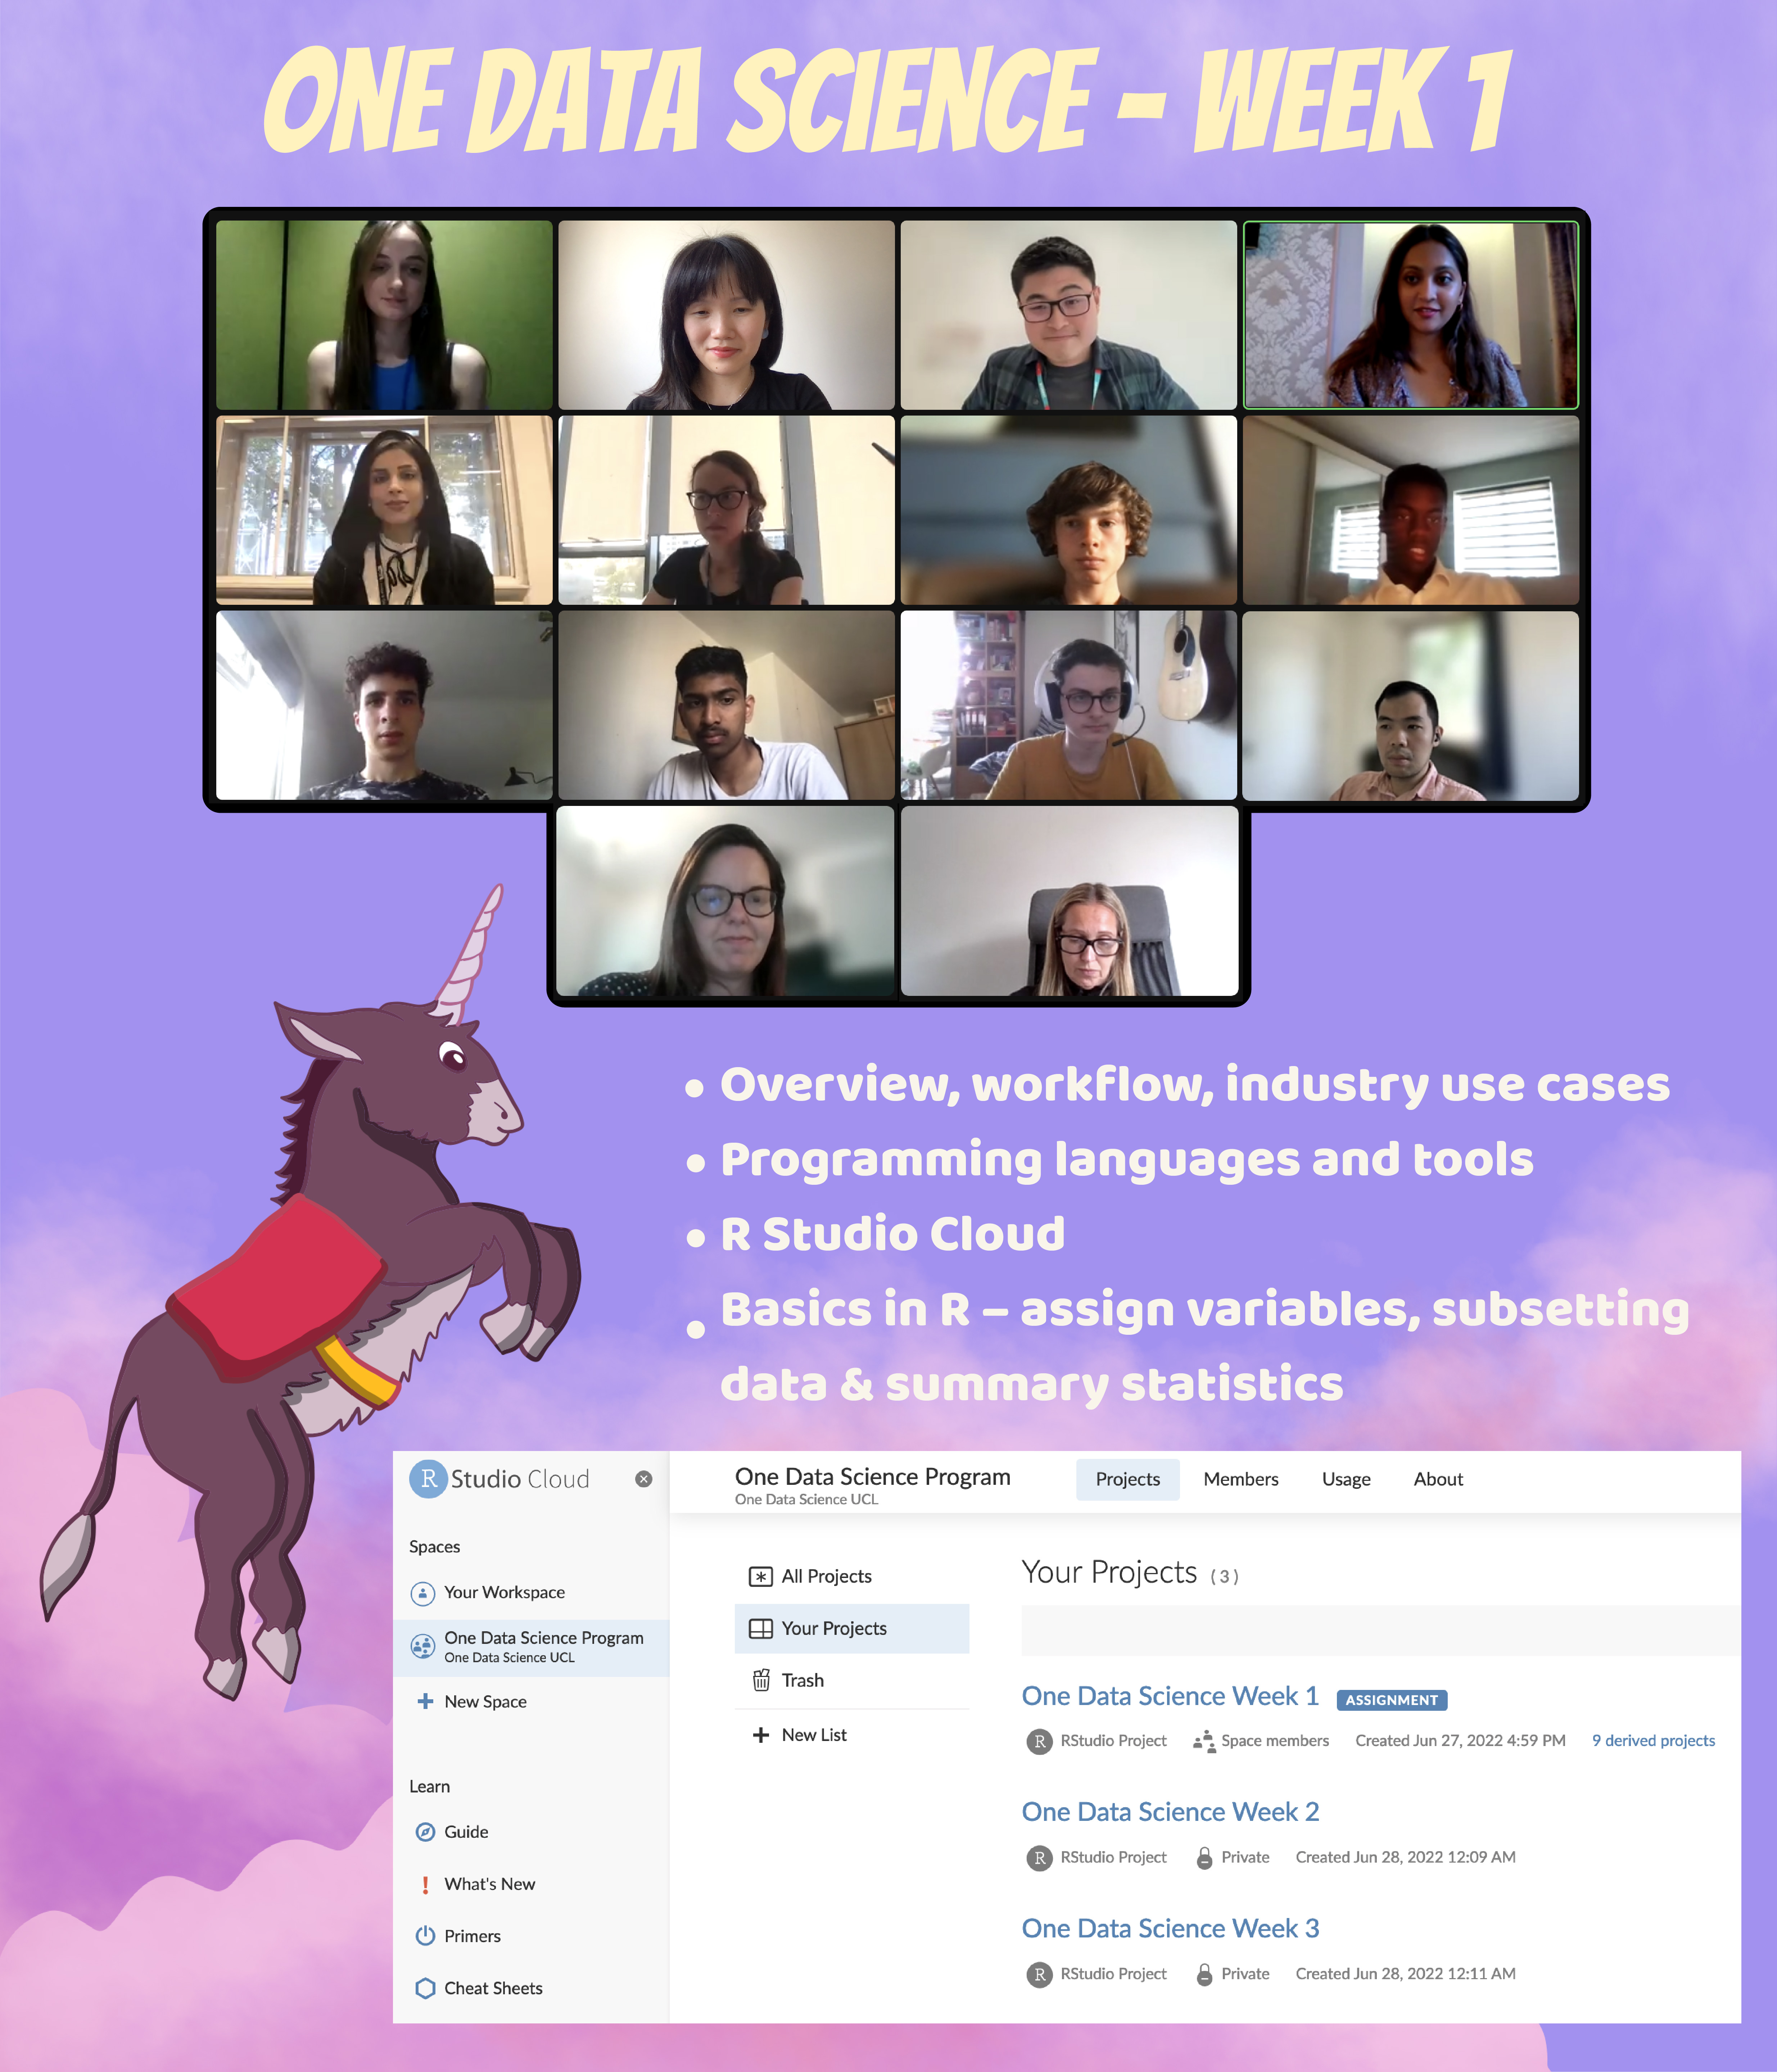 ONE DATA SCIENCE - WEEK 1
• Overview, workflow, industry use cases
• Programming languages and tools
• R Studio Cloud
• Basics in R – assign variables, subsetting
data & summary statistics
R Studio Cloud
One Data Science Program
One Data Science UCL
Projects Members Usage About
Spaces
Your Workspace
One Data Science Program
One Data Science UCL
New Space
Learn
Guide
What's New
Primers
Cheat Sheets
All Projects
Your Projects
Trash
New List
Your Projects (3)
One Data Science Week 1 ASSIGNMENT
R RStudio Project Space members Created Jun 27, 2022 4:59 PM 9 derived projects
One Data Science Week 2
R RStudio Project Private Created Jun 28, 2022 12:09 AM
One Data Science Week 3
R RStudio Project Private Created Jun 28, 2022 12:11 AM